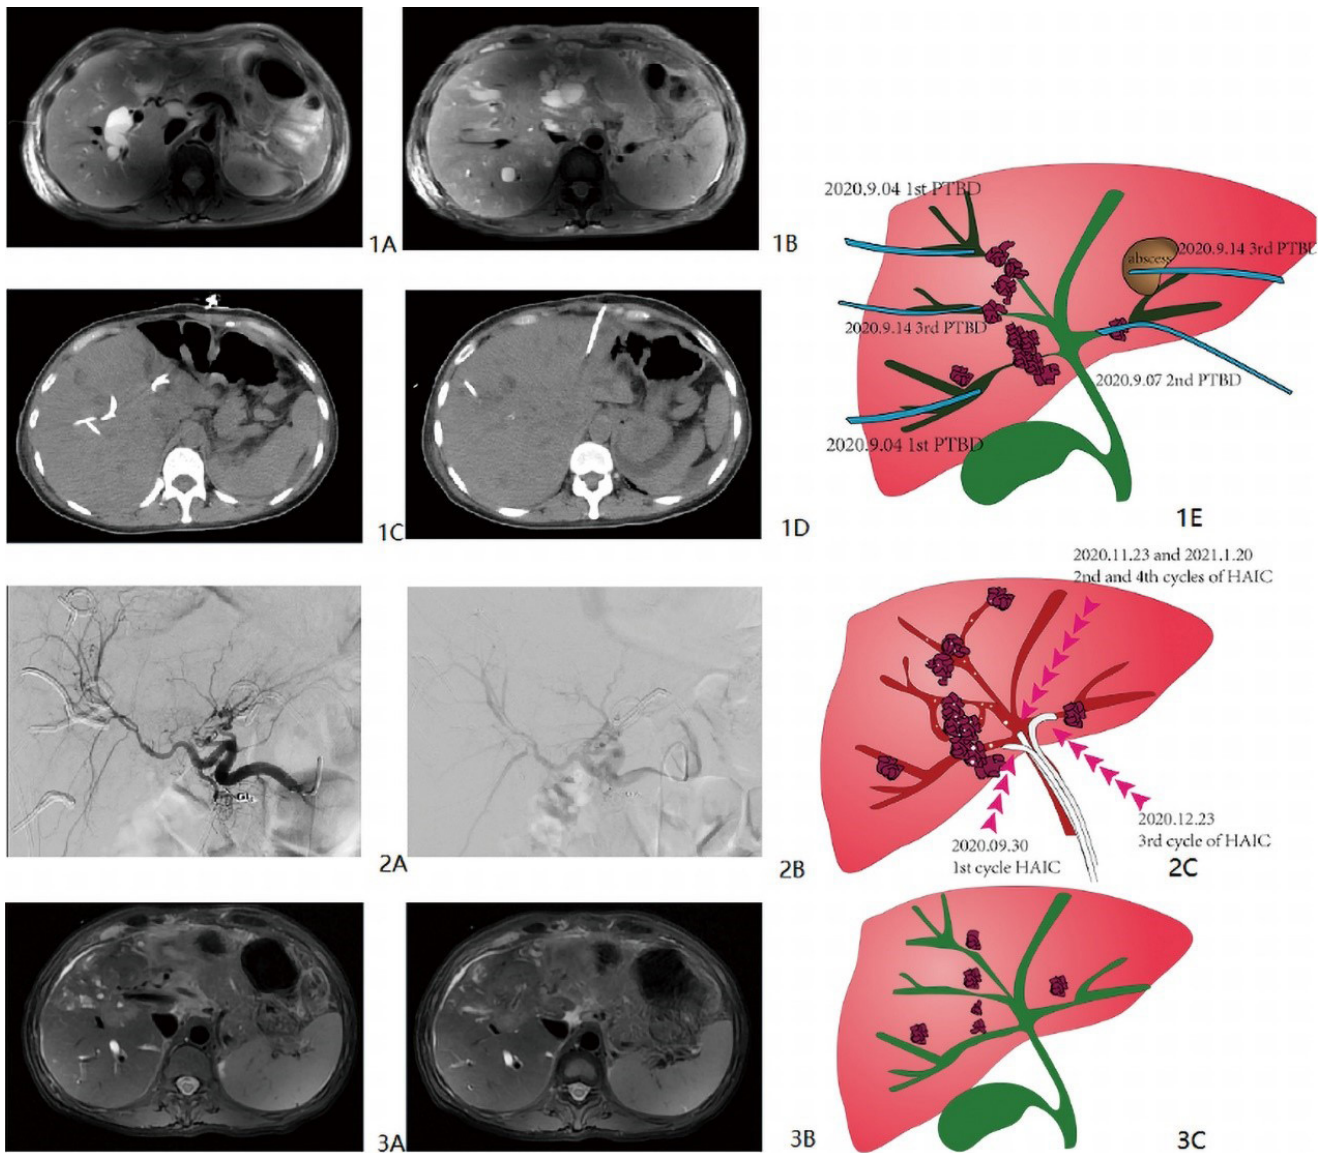 1A
1B
2020.9.04 1st PTBD
abscess
2020.9.14 3rd PTBD
2020.9.14 3rd PTBD
2020.9.07 2nd PTBD
2020.9.04 1st PTBD
1C
1D
1E
2020.11.23 and 2021.1.20
2nd and 4th cycles of HAIC
2020.12.23
3rd cycle of HAIC
2020.09.30
1st cycle HAIC
2A
2B
2C
3A
3B
3C